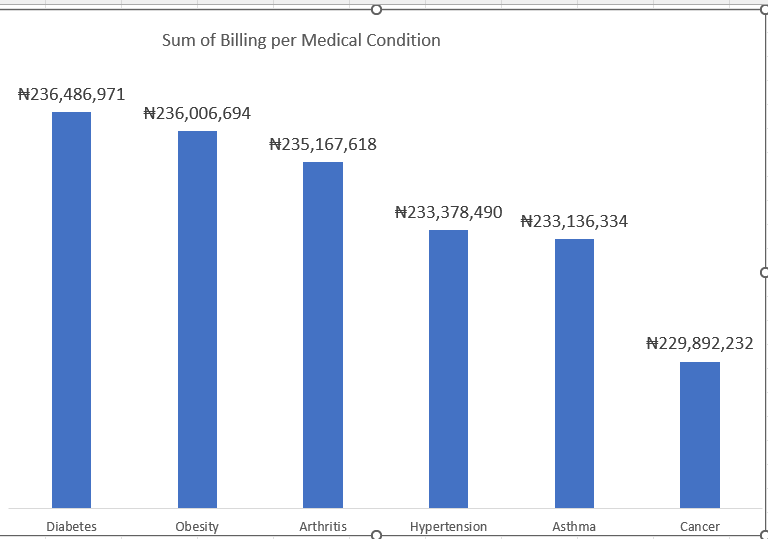 Sum of Billing per Medical Condition
₦236,486,971
₦236,006,694
₦235,167,618
₦233,378,490
₦233,136,334
₦229,892,232
Diabetes
Obesity
Arthritis
Hypertension
Asthma
Cancer